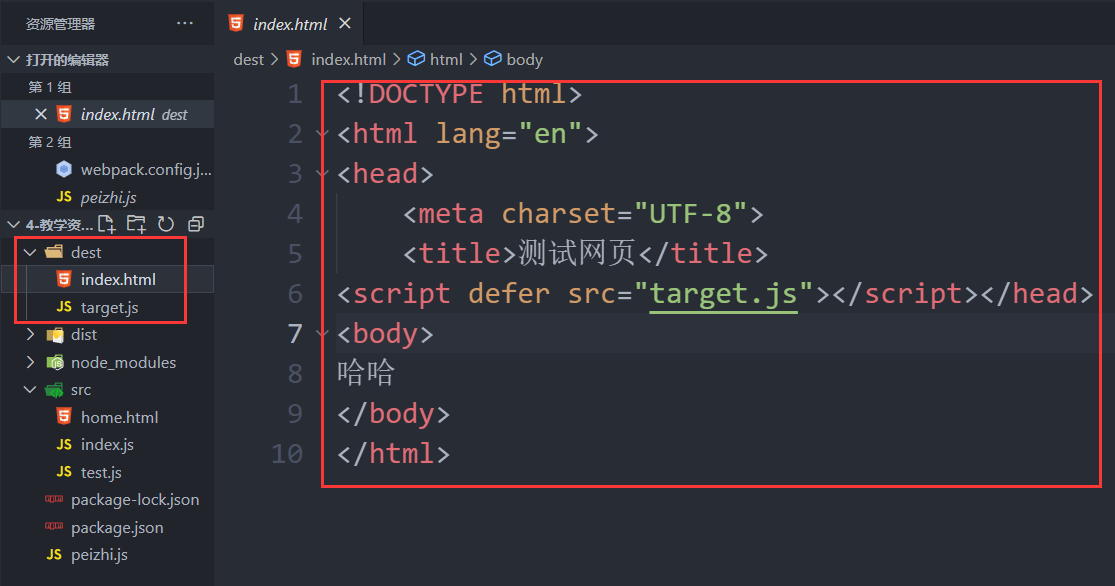 资源管理器 ···
打开的编辑器
第 1 组
index.html dest
第 2 组
webpack.config.j...
JS peizhi.js
4-教学资...
dest
index.html
JS target.js
dist
node_modules
src
home.html
JS index.js
JS test.js
package-lock.json
package.json
JS peizhi.js
index.html
dest > index.html > html > body
1 <!DOCTYPE html>
2 <html lang="en">
3 <head>
4 <meta charset="UTF-8">
5 <title>测试网页</title>
6 <script defer src="target.js"></script></head>
7 <body>
8 哈哈
9 </body>
10 </html>